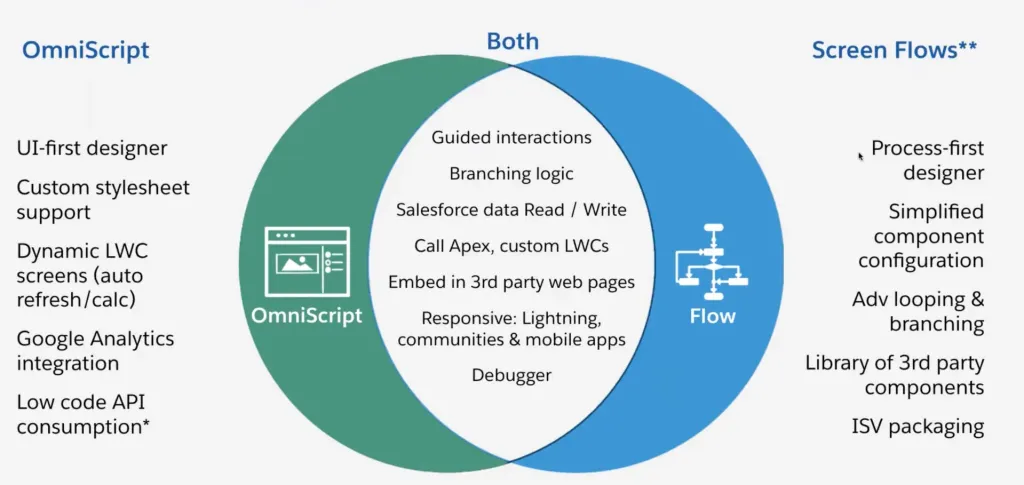 OmniScript
Both
Screen Flows**
UI-first designer
Custom stylesheet
support
Dynamic LWC
screens (auto
refresh/calc)
Google Analytics
integration
Low code API
consumption*
OmniScript
Guided interactions
Branching logic
Salesforce data Read / Write
Call Apex, custom LWCs
Embed in 3rd party web pages
Responsive: Lightning,
communities & mobile apps
Debugger
Flow
Process-first
designer
Simplified
component
configuration
Adv looping &
branching
Library of 3rd party
components
ISV packaging